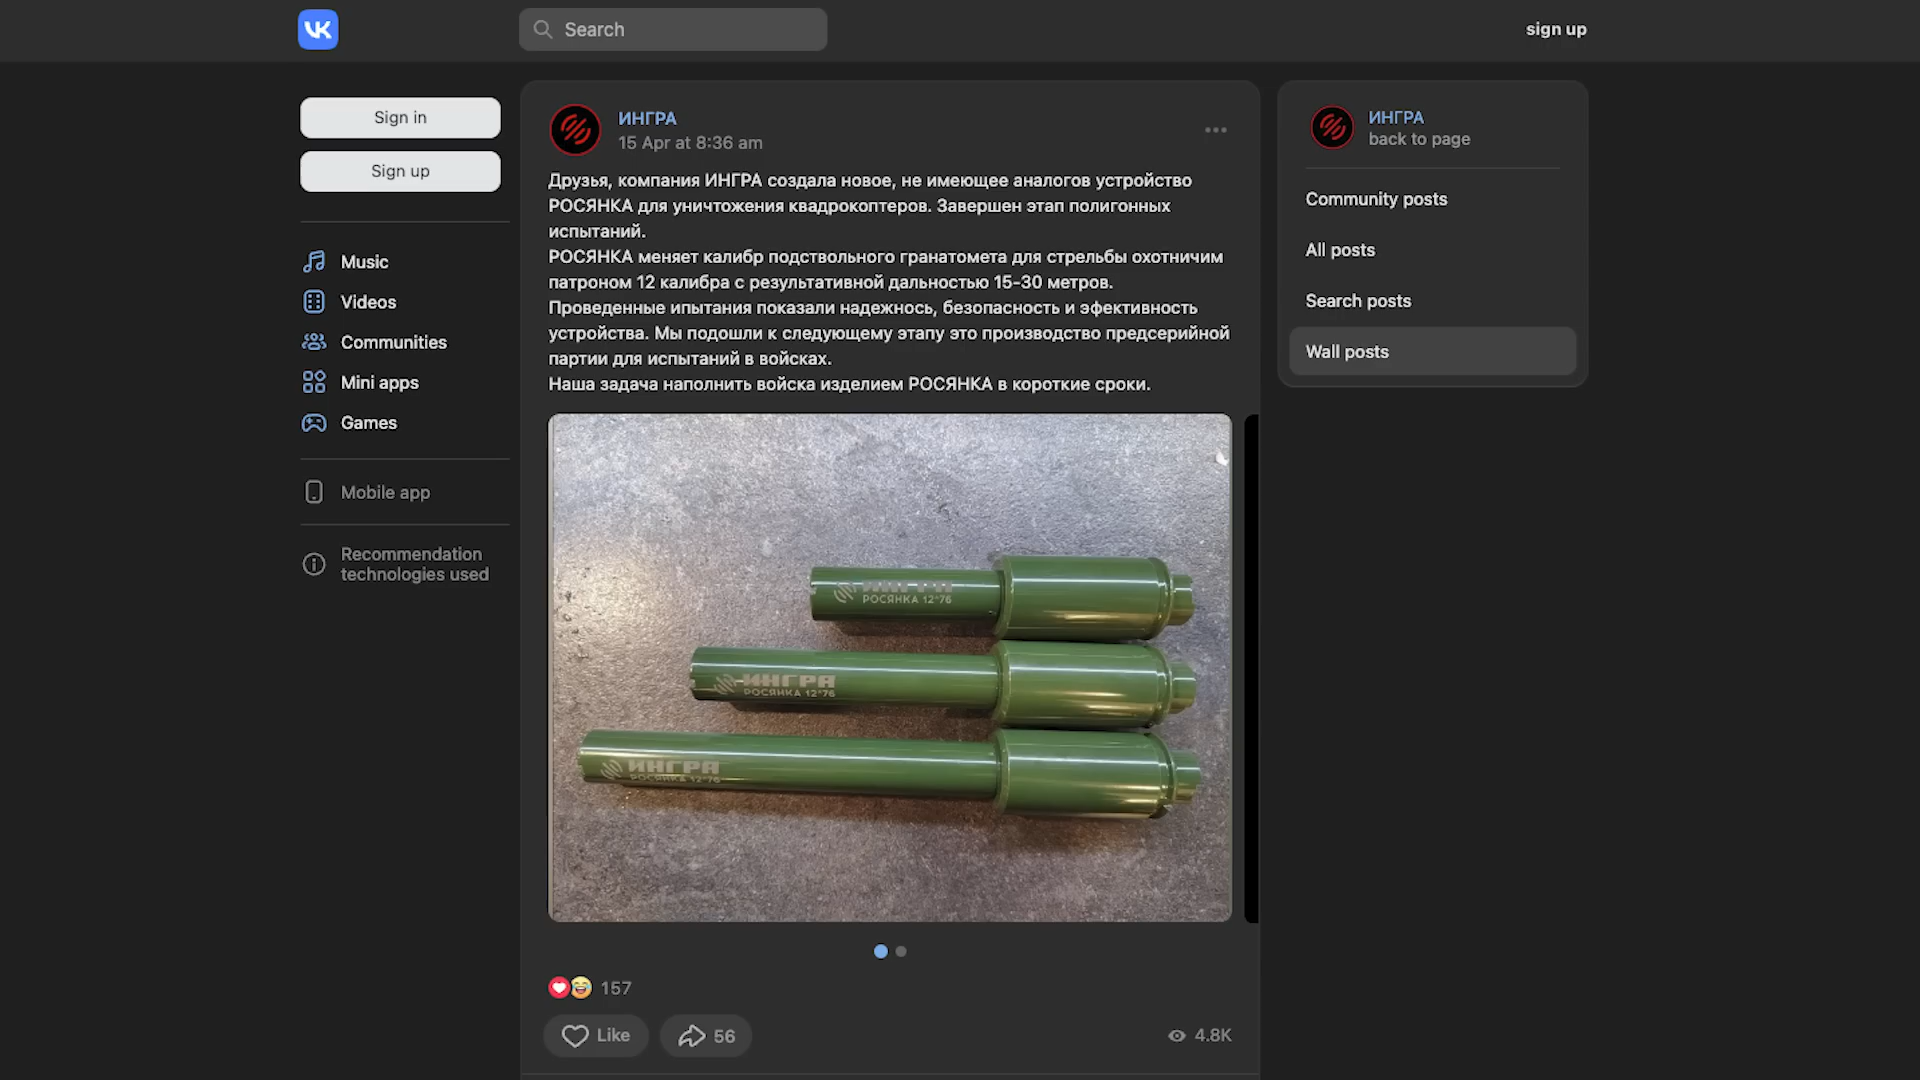 Search
sign up
Sign in
Sign up
Music
Videos
Communities
Mini apps
Games
Mobile app
Recommendation
technologies used
ИНГРА
15 Apr at 8:36 am
Друзья, компания ИНГРА создала новое, не имеющее аналогов устройство
РОСЯНКА для уничтожения квадрокоптеров. Завершен этап полигонных
испытаний.
РОСЯНКА меняет калибр подствольного гранатомета для стрельбы охотничим
патроном 12 калибра с результативной дальностью 15-30 метров.
Проведенные ипытания показали надежнось, безопасность и эфективность
устройства. Мы подошли к следующему этапу это производство предсерийной
партии для испытаний в войсках.
Наша задача наполнить войска изделием РОСЯНКА в короткие сроки.
ИНГРА
РОСЯНКА 12*76
ИНГРА
РОСЯНКА 12*76
ИНГРА
РОСЯНКА 12*76
157
Like
56
4.8K
ИНГРА
back to page
Community posts
All posts
Search posts
Wall posts